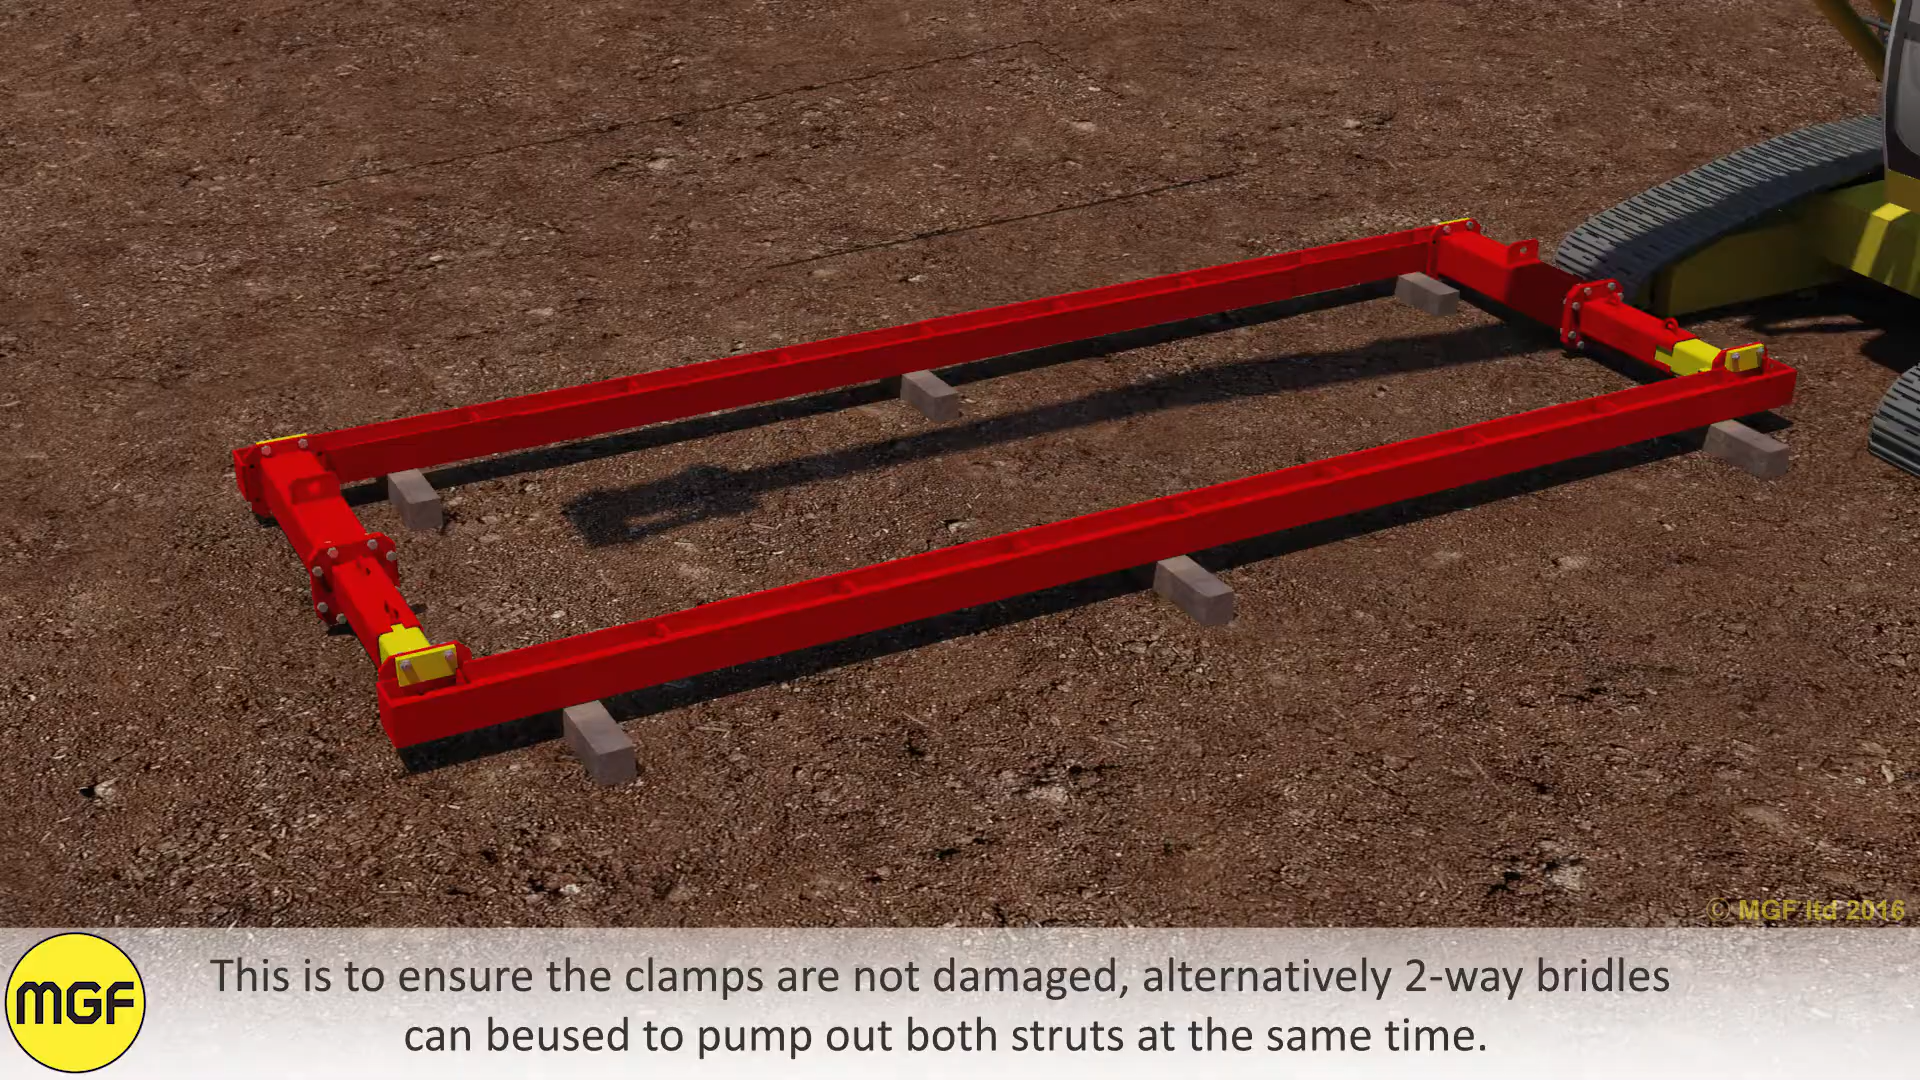 © MGF ltd 2016
MGF
This is to ensure the clamps are not damaged, alternatively 2-way bridles
can beused to pump out both struts at the same time.